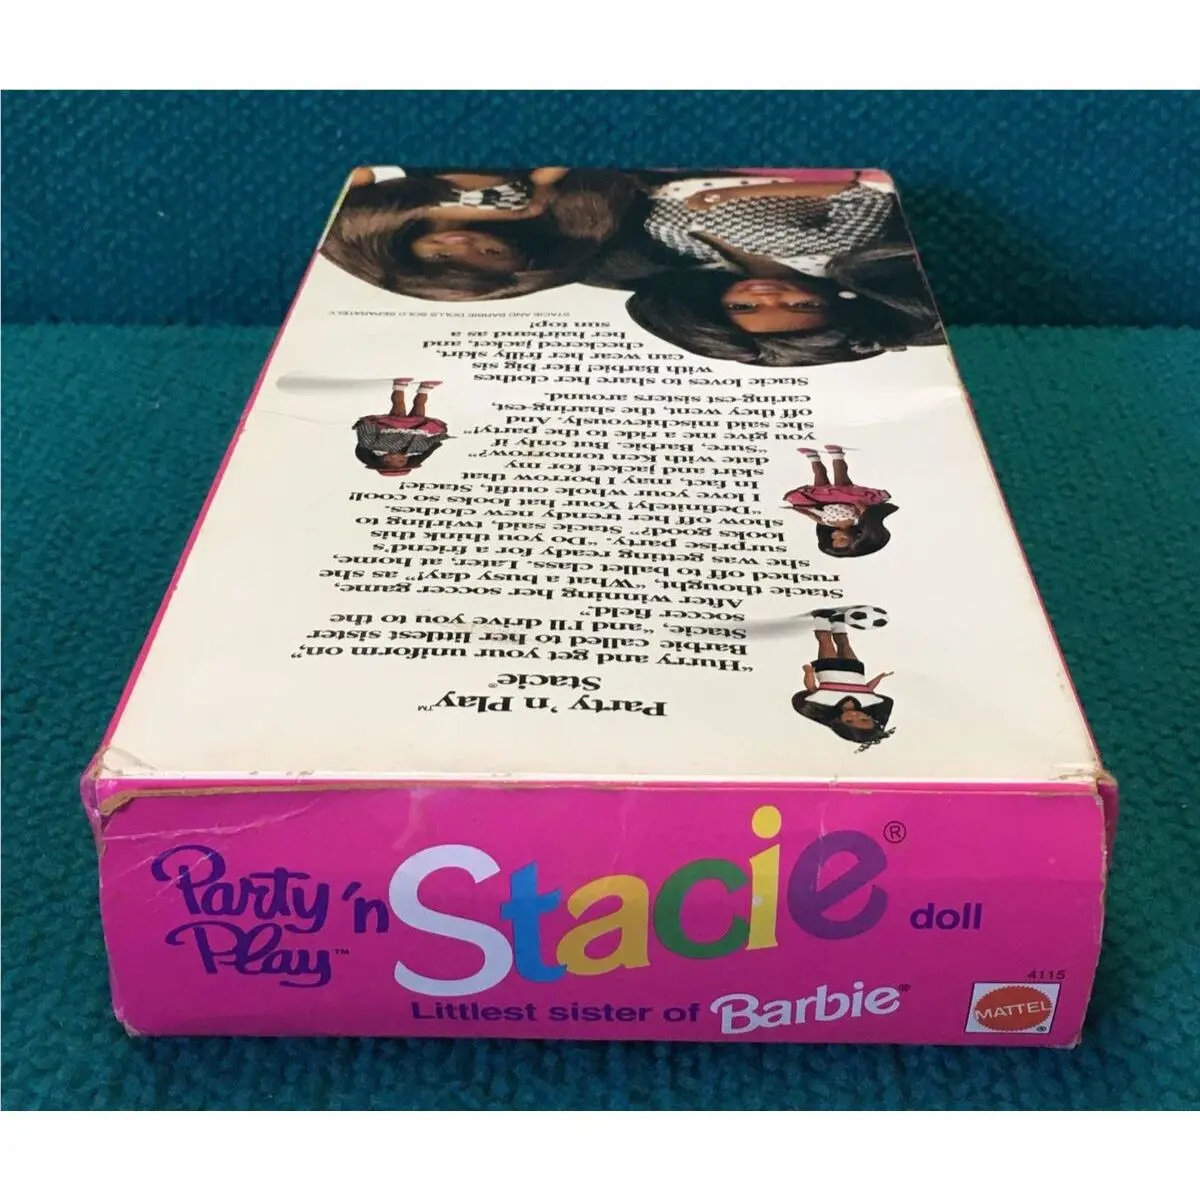 Party 'n Play™
Stacie®
"Hurry and get your uniform on,"
Barbie called to her littlest sister
Stacie, "and I'll drive you to the
soccer field."
After winning her soccer game,
Stacie thought, "What a busy day!" as she
rushed off to ballet class. Later, at home,
she was getting ready for a friend's
surprise party. "Do you think this
looks good?" Stacie said, twirling to
show off her trendy new clothes.
"Definitely! Your hat looks so cool!
I love your whole outfit, Stacie!
In fact, may I borrow that
skirt and jacket for my
date with Ken tomorrow?"
"Sure, Barbie. But only if
you give me a ride to the party!"
she said mischievously. And
off they went, the sharing-est,
caring-est sisters around.
Stacie loves to share her clothes
with Barbie! Her big sis
can wear her frilly skirt,
checkered jacket, and
her hairband as a
sun top!
STACIE AND BARBIE DOLLS SOLD SEPARATELY.
Party 'n
Play™
Stacie® doll
Littlest sister of Barbie®
4115
MATTEL®